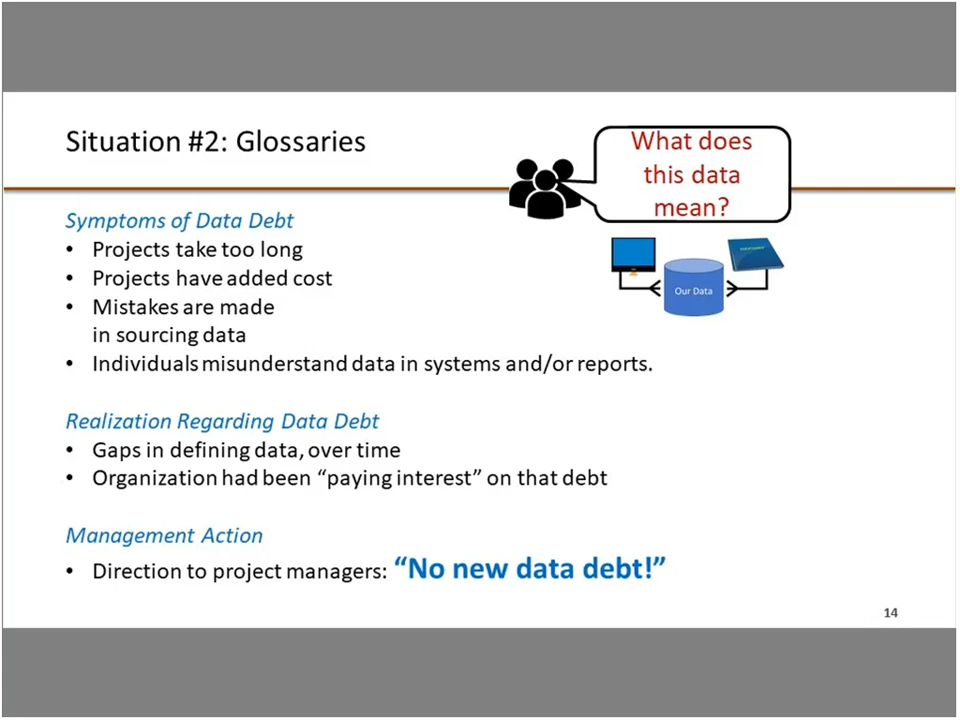 Situation #2: Glossaries
What does
this data
mean?
Symptoms of Data Debt
• Projects take too long
• Projects have added cost
• Mistakes are made
in sourcing data
• Individuals misunderstand data in systems and/or reports.
Our Data
Realization Regarding Data Debt
• Gaps in defining data, over time
• Organization had been “paying interest” on that debt
Management Action
• Direction to project managers: “No new data debt!”
14